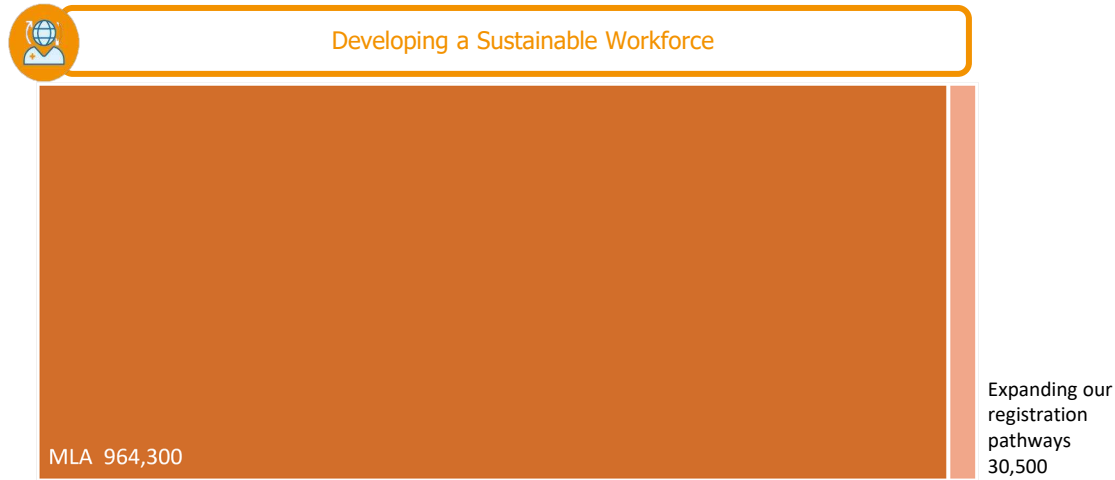 Developing a Sustainable Workforce
MLA 964,300
Expanding our
registration
pathways
30,500